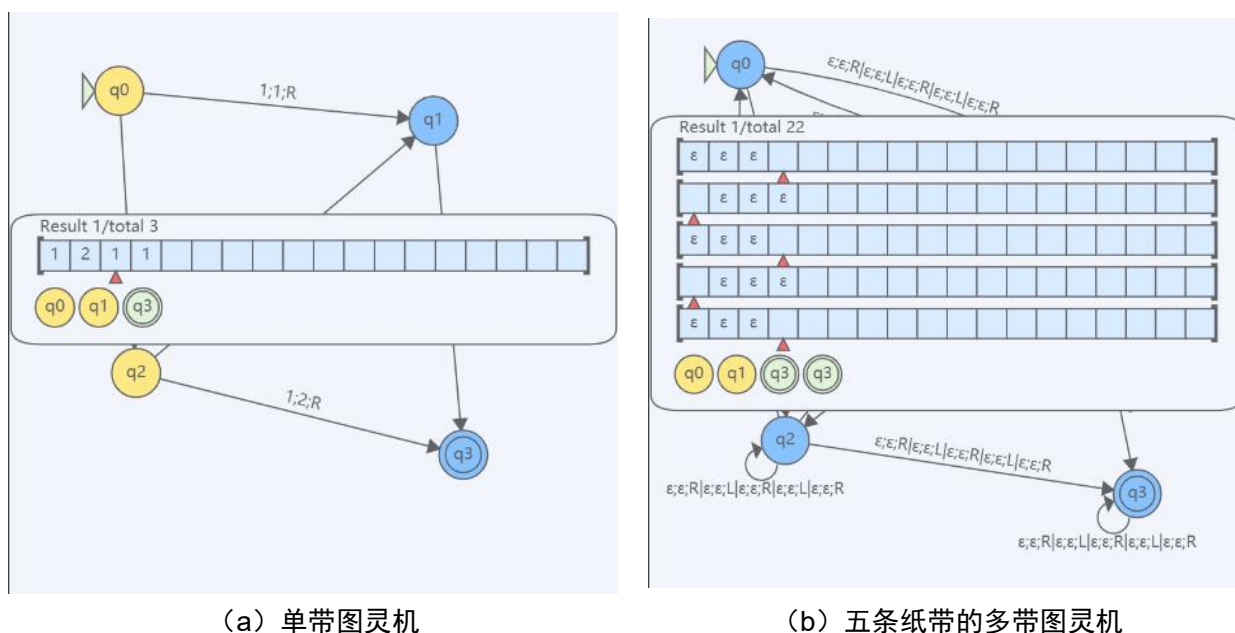 q0
1;1;R
q1
Result 1/total 3
1 2 1 1
q0 q1 q3
q2
1;2;R
q3
(a)单带图灵机
q0
ε;ε;R|ε;ε;L|ε;ε;R|ε;ε;L|ε;ε;R
Result 1/total 22
ε ε ε
ε ε ε
ε ε ε
ε ε ε
ε ε ε
q0 q1 q3 q3
q2
ε;ε;R|ε;ε;L|ε;ε;R|ε;ε;L|ε;ε;R
ε;ε;R|ε;ε;L|ε;ε;R|ε;ε;L|ε;ε;R
q3
ε;ε;R|ε;ε;L|ε;ε;R|ε;ε;L|ε;ε;R
(b)五条纸带的多带图灵机